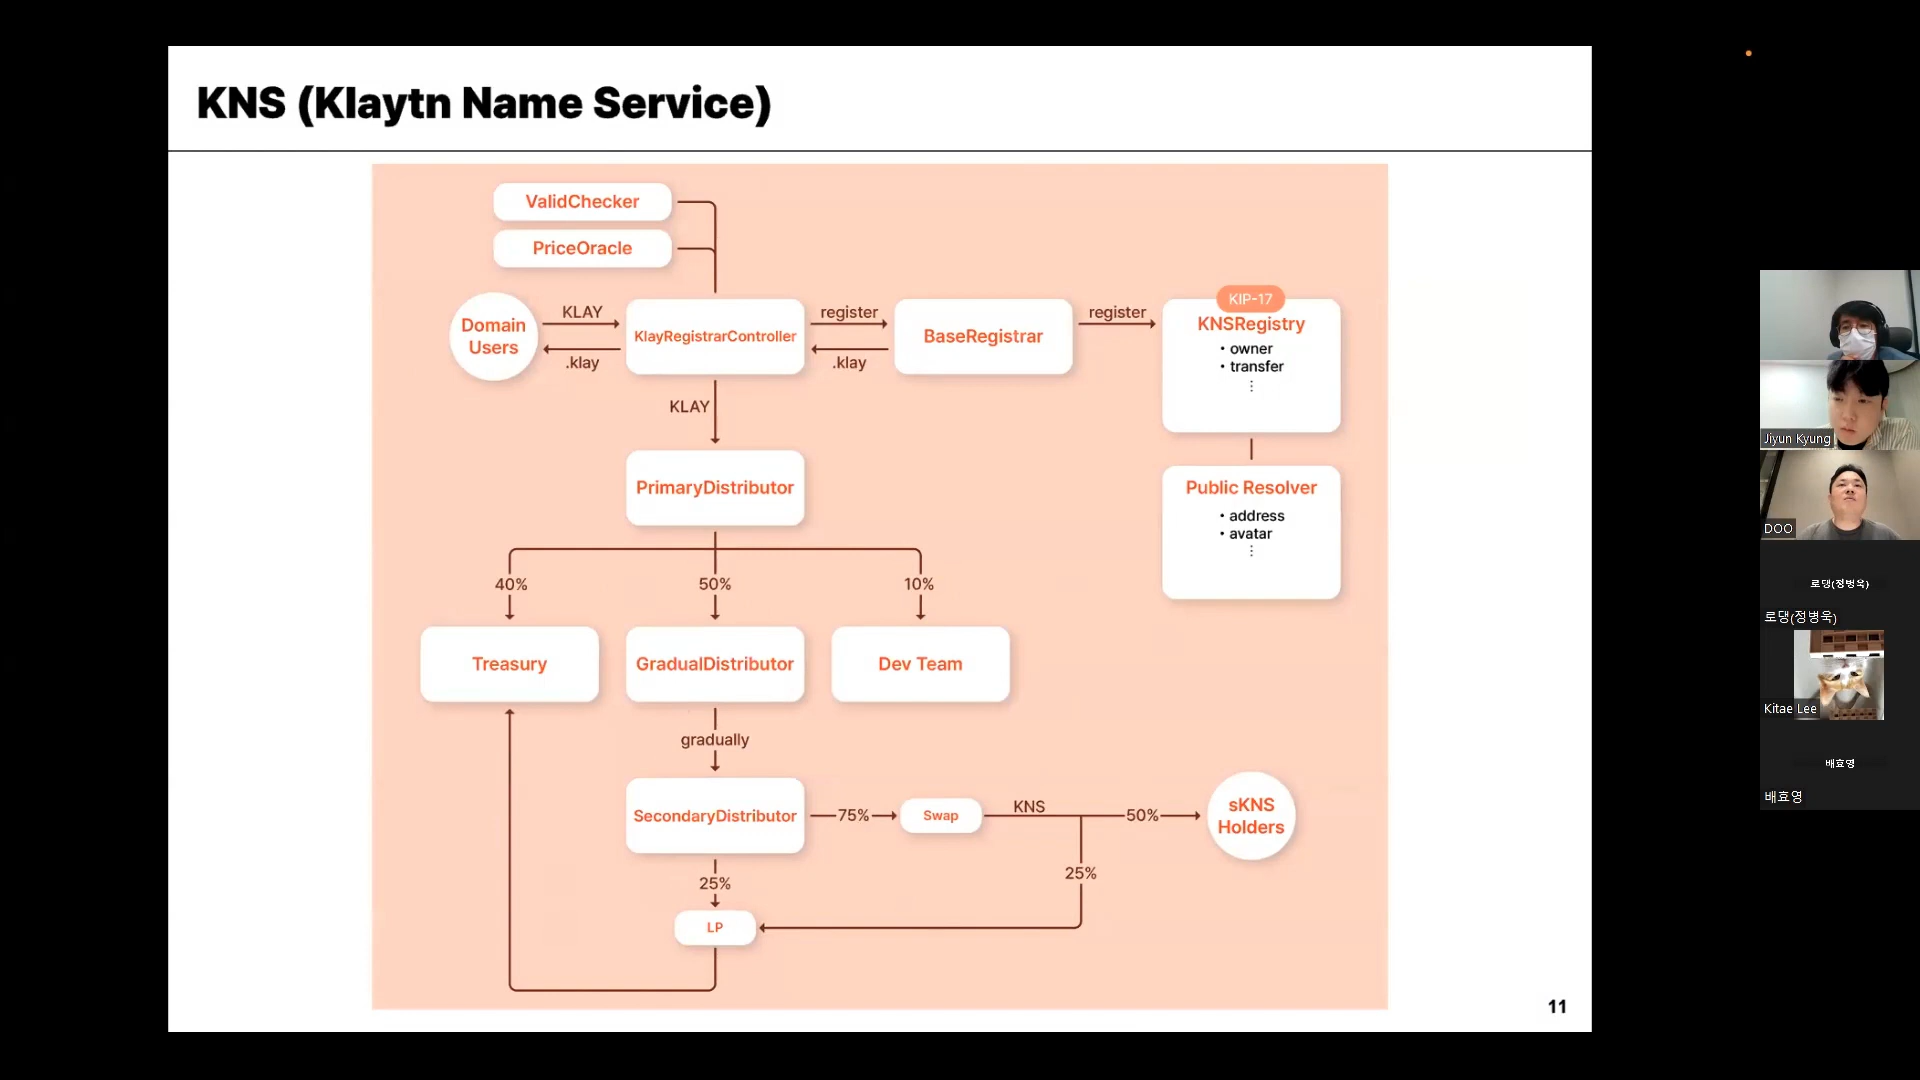 KNS (Klaytn Name Service)
ValidChecker
PriceOracle
Domain
Users
KLAY
.klay
KlayRegistrarController
register
.klay
BaseRegistrar
register
KIP-17
KNSRegistry
• owner
• transfer
⋮
Public Resolver
• address
• avatar
⋮
KLAY
PrimaryDistributor
40%
50%
10%
Treasury
GradualDistributor
Dev Team
gradually
SecondaryDistributor
75%
Swap
KNS
50%
sKNS
Holders
25%
25%
LP
11
Jiyun Kyung
DOO
로댕(정병욱)
로댕(정병욱)
Kitae Lee
배효영
배효영